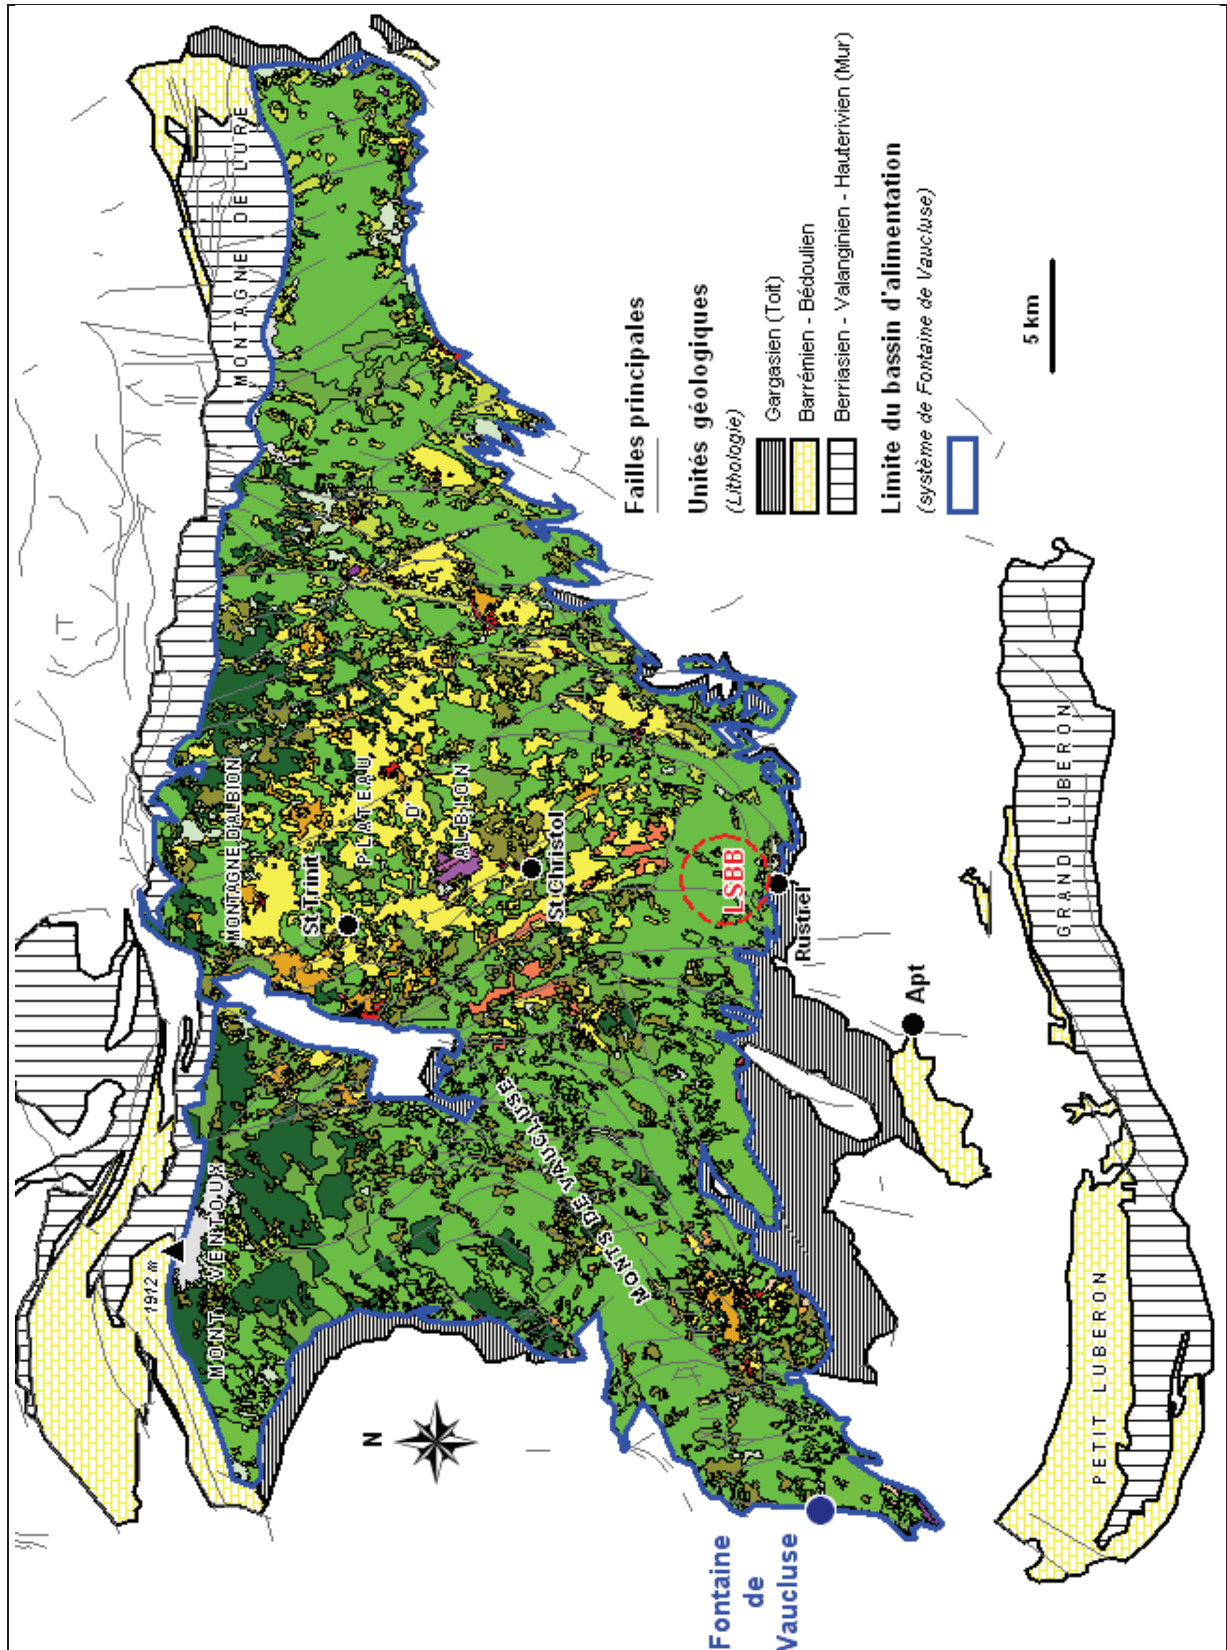 MONTAGNE DE LURE
MONTAGNE D'ALBION
MONT VENTOUX
1912 m
St Trinit
PLATEAU
D'
ALBION
St Christol
MONTS DE VAUCLUSE
LSBB
Rustrel
Apt
N
Fontaine
de
Vaucluse
GRAND LUBERON
PETIT LUBERON
Failles principales
Unités géologiques
(Lithologie)
Gargasien (Toit)
Barrémien - Bédoulien
Berriasien - Valanginien - Hauterivien (Mur)
Limite du bassin d'alimentation
(système de Fontaine de Vaucluse)
5 km